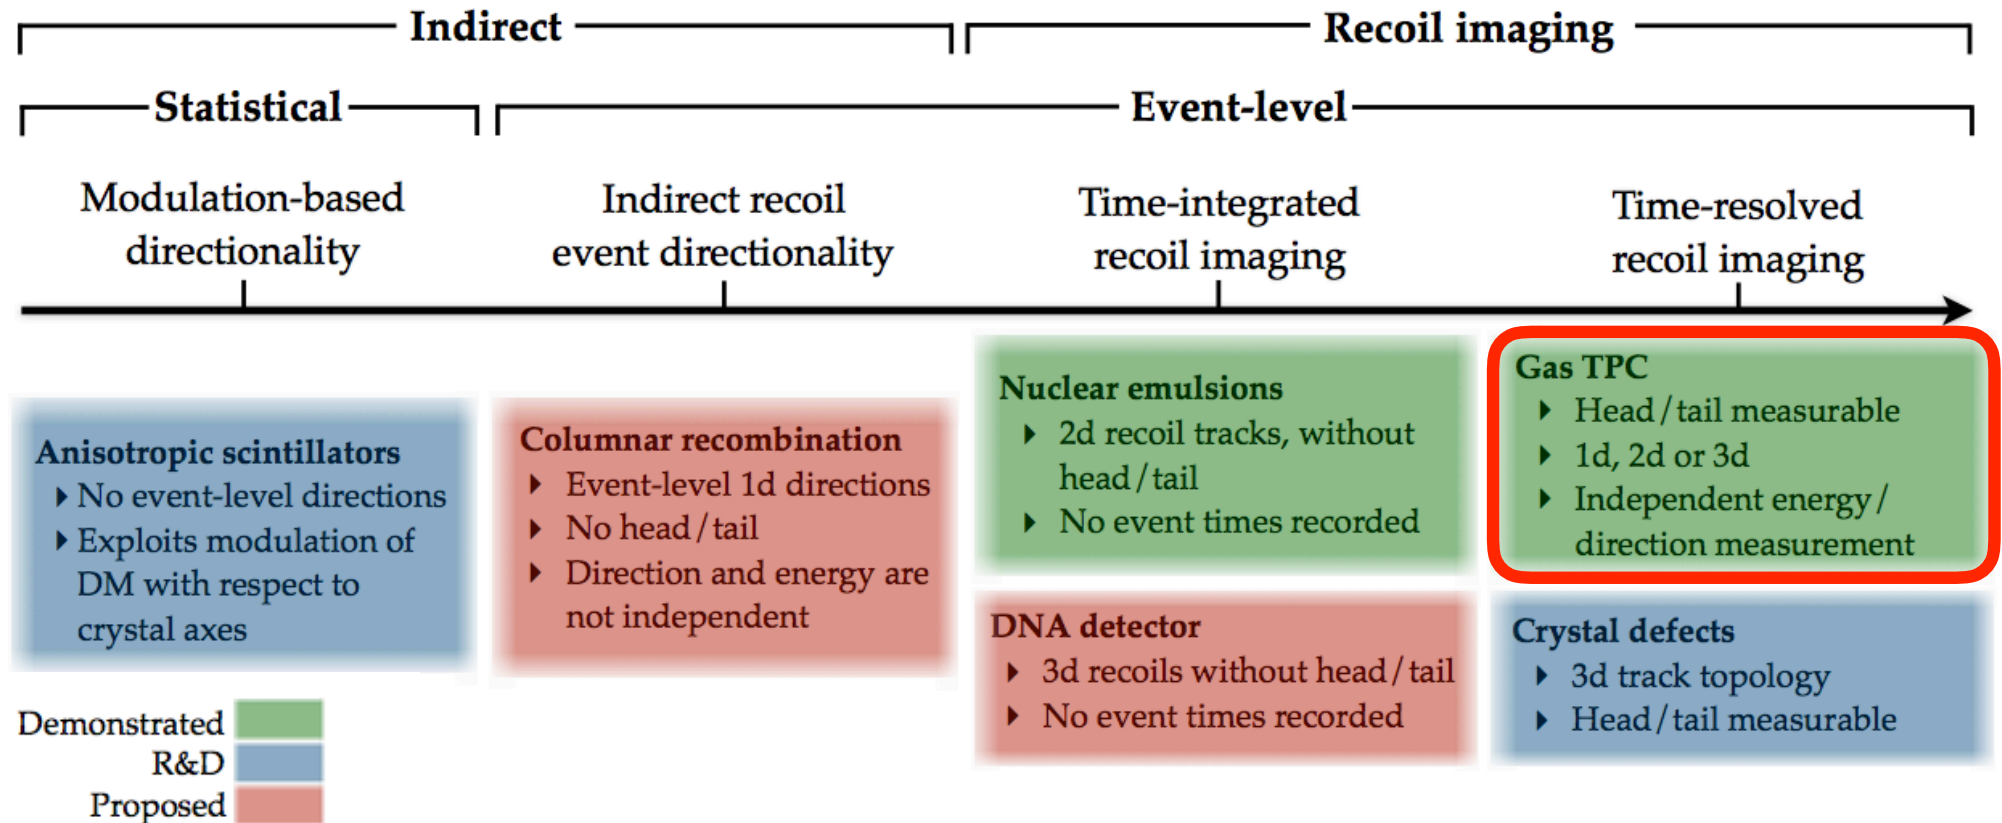 Indirect
Recoil imaging
Statistical
Event-level
Modulation-based
directionality
Indirect recoil
event directionality
Time-integrated
recoil imaging
Time-resolved
recoil imaging
Anisotropic scintillators
No event-level directions
Exploits modulation of
DM with respect to
crystal axes
Columnar recombination
Event-level 1d directions
No head/tail
Direction and energy are
not independent
Nuclear emulsions
2d recoil tracks, without
head/tail
No event times recorded
DNA detector
3d recoils without head/tail
No event times recorded
Gas TPC
Head/tail measurable
1d, 2d or 3d
Independent energy/
direction measurement
Crystal defects
3d track topology
Head/tail measurable
Demonstrated
R&D
Proposed